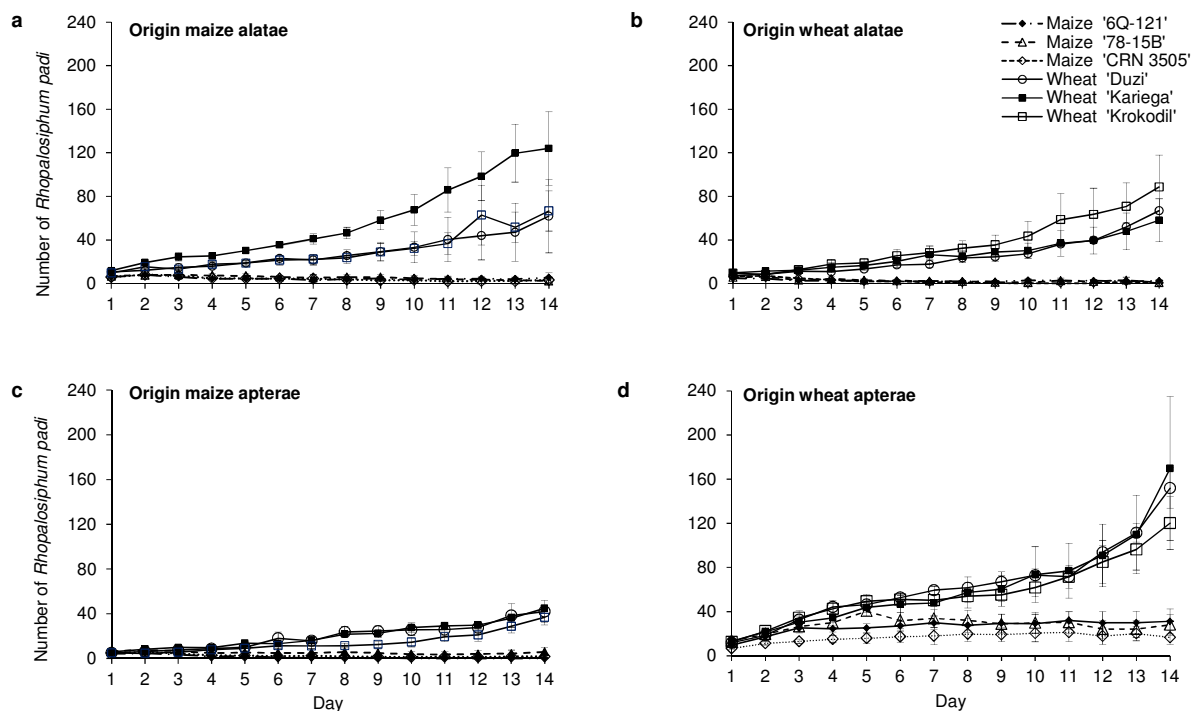 a
Origin maize alatae
240
200
160
120
80
40
0
1 2 3 4 5 6 7 8 9 10 11 12 13 14
Number of Rhopalosiphum padi
b
Origin wheat alatae
240
200
160
120
80
40
0
1 2 3 4 5 6 7 8 9 10 11 12 13 14
Maize '6Q-121'
Maize '78-15B'
Maize 'CRN 3505'
Wheat 'Duzi'
Wheat 'Kariega'
Wheat 'Krokodil'
c
Origin maize apterae
240
200
160
120
80
40
0
1 2 3 4 5 6 7 8 9 10 11 12 13 14
Number of Rhopalosiphum padi
Day
d
Origin wheat apterae
240
200
160
120
80
40
0
1 2 3 4 5 6 7 8 9 10 11 12 13 14
Day